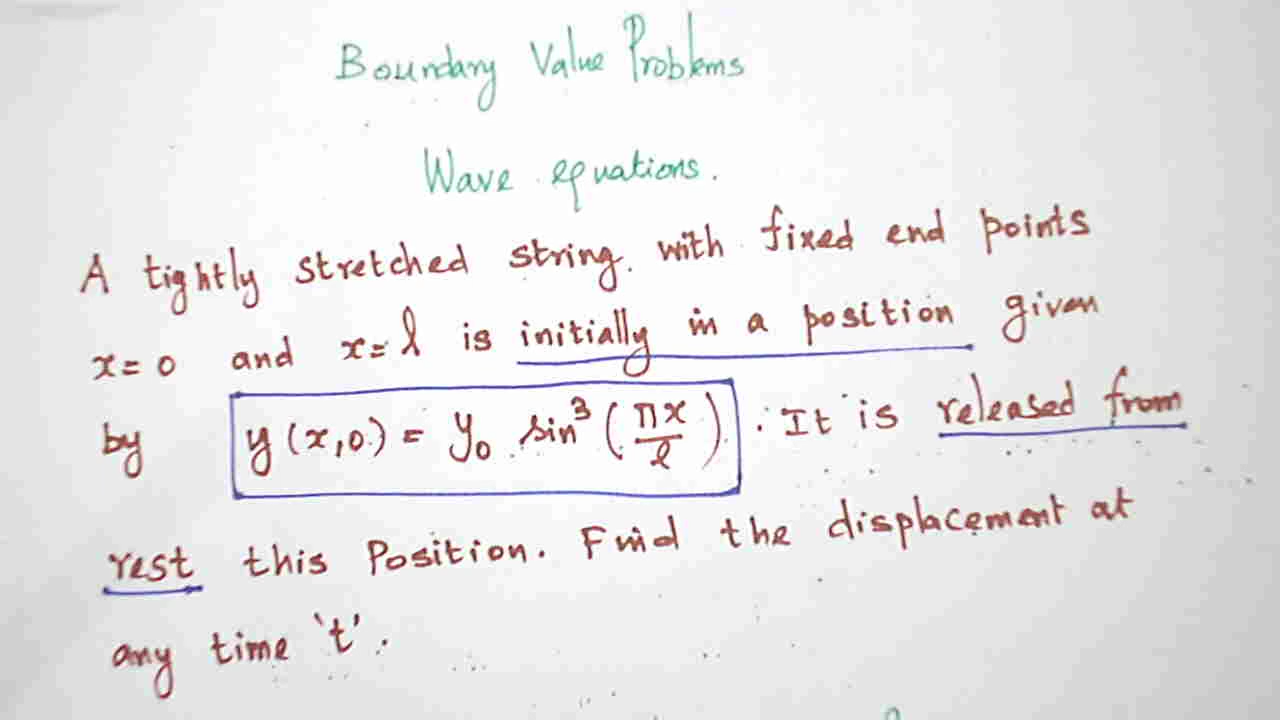 Boundary Value Problems
Wave equations.
A tightly stretched string. with fixed end points
x=0 and x=l is initially in a position given
by y(x,0) = y₀ sin³(πx/l). It is released from
rest this Position. Find the displacement at
any time 't'.